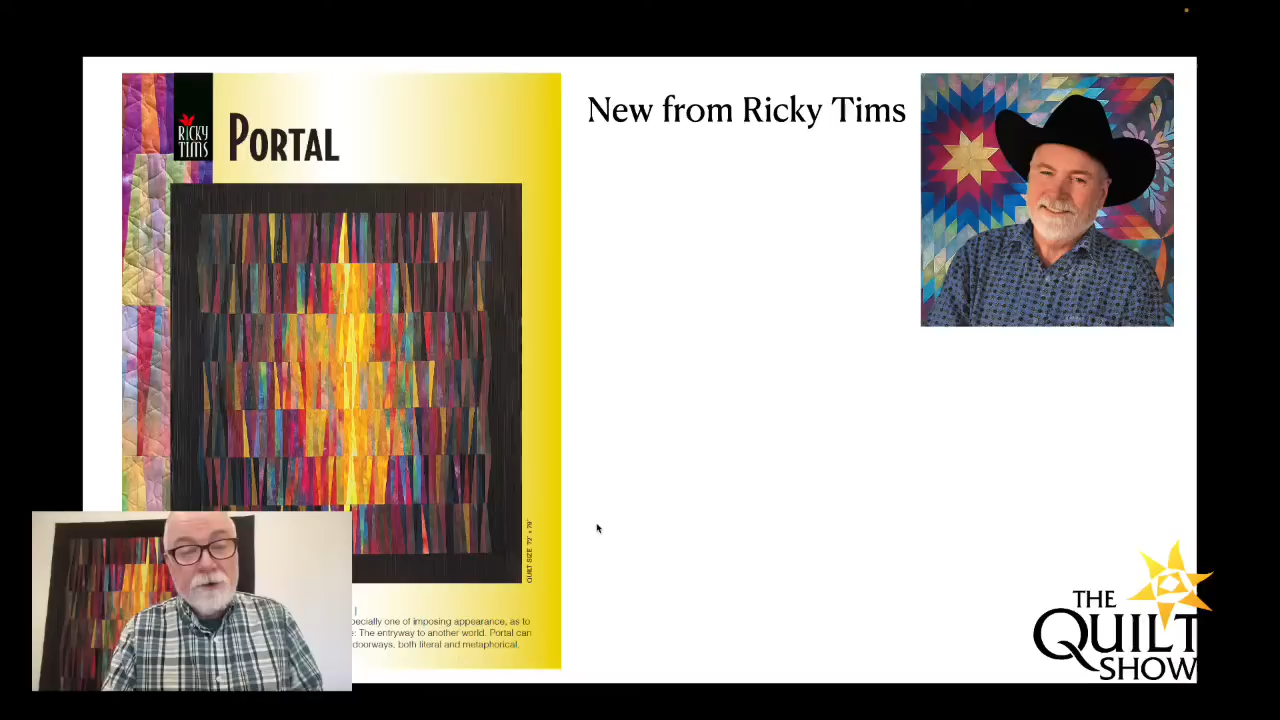 RICKY
TIMS
PORTAL
New from Ricky Tims
QUILT SIZE 72" x 79"
pecially one of imposing appearance, as to
: The entryway to another world. Portal can
doorways, both literal and metaphorical.
THE
QUILT
SHOW